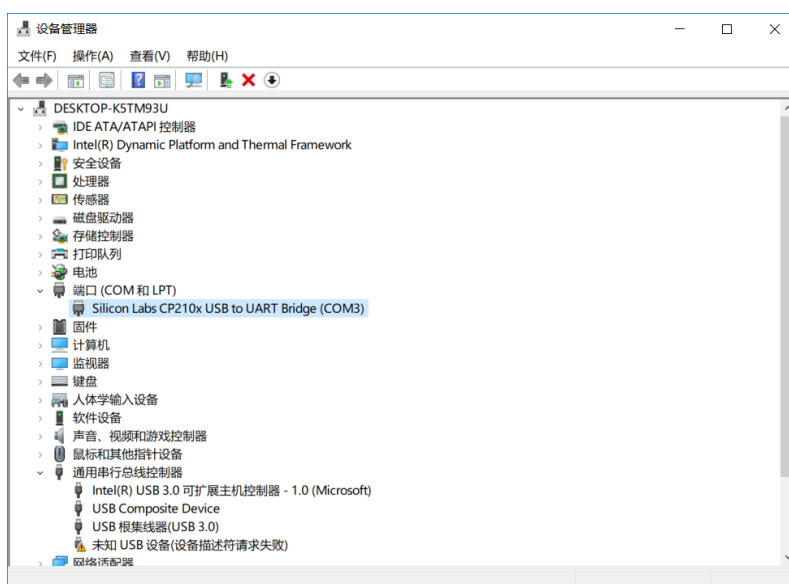 设备管理器
文件(F) 操作(A) 查看(V) 帮助(H)
DESKTOP-K5TM93U
IDE ATA/ATAPI 控制器
Intel(R) Dynamic Platform and Thermal Framework
安全设备
处理器
传感器
磁盘驱动器
存储控制器
打印队列
电池
端口 (COM 和 LPT)
Silicon Labs CP210x USB to UART Bridge (COM3)
固件
计算机
监视器
键盘
人体学输入设备
软件设备
声音、视频和游戏控制器
鼠标和其他指针设备
通用串行总线控制器
Intel(R) USB 3.0 可扩展主机控制器 - 1.0 (Microsoft)
USB Composite Device
USB 根集线器(USB 3.0)
未知 USB 设备(设备描述符请求失败)
网络适配器